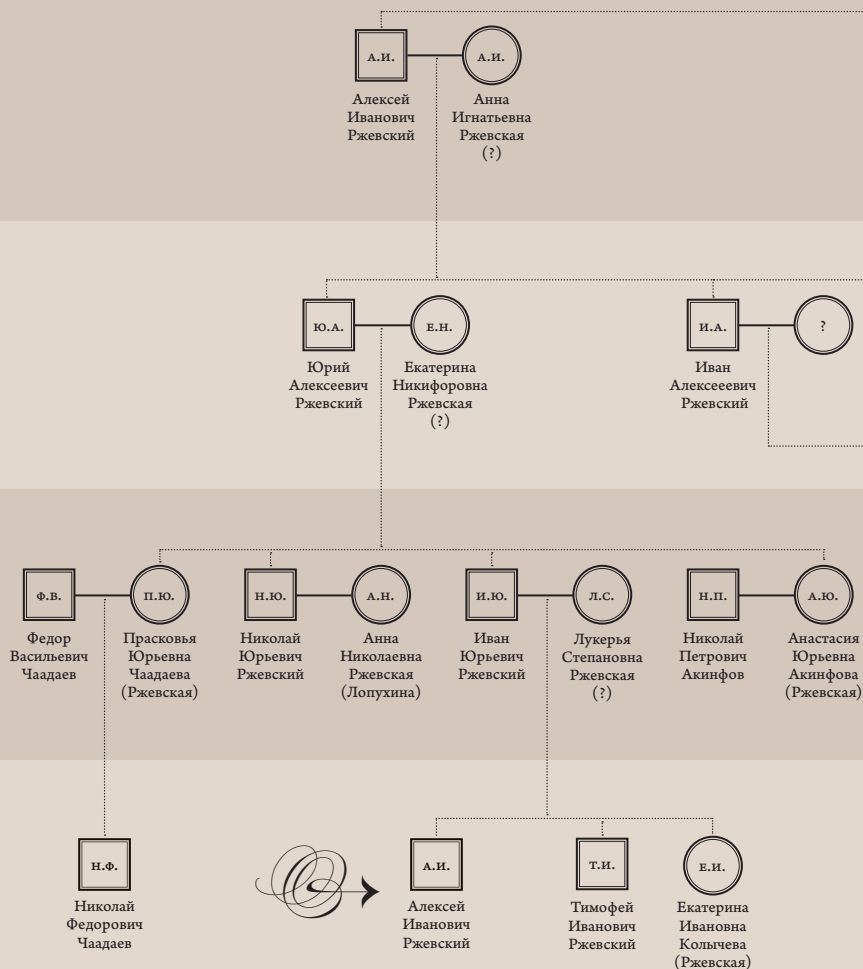 А.И.
А.И.
Алексей
Иванович
Ржевский
Анна
Игнатьевна
Ржевская
(?)
Ю.А.
Е.Н.
И.А.
?
Юрий
Алексеевич
Ржевский
Екатерина
Никифоровна
Ржевская
(?)
Иван
Алексееевич
Ржевский
Ф.В.
П.Ю.
Н.Ю.
А.Н.
И.Ю.
Л.С.
Н.П.
А.Ю.
Федор
Васильевич
Чаадаев
Прасковья
Юрьевна
Чаадаева
(Ржевская)
Николай
Юрьевич
Ржевский
Анна
Николаевна
Ржевская
(Лопухина)
Иван
Юрьевич
Ржевский
Лукерья
Степановна
Ржевская
(?)
Николай
Петрович
Акинфов
Анастасия
Юрьевна
Акинфова
(Ржевская)
Н.Ф.
А.И.
Т.И.
Е.И.
Николай
Федорович
Чаадаев
Алексей
Иванович
Ржевский
Тимофей
Иванович
Ржевский
Екатерина
Ивановна
Колычева
(Ржевская)